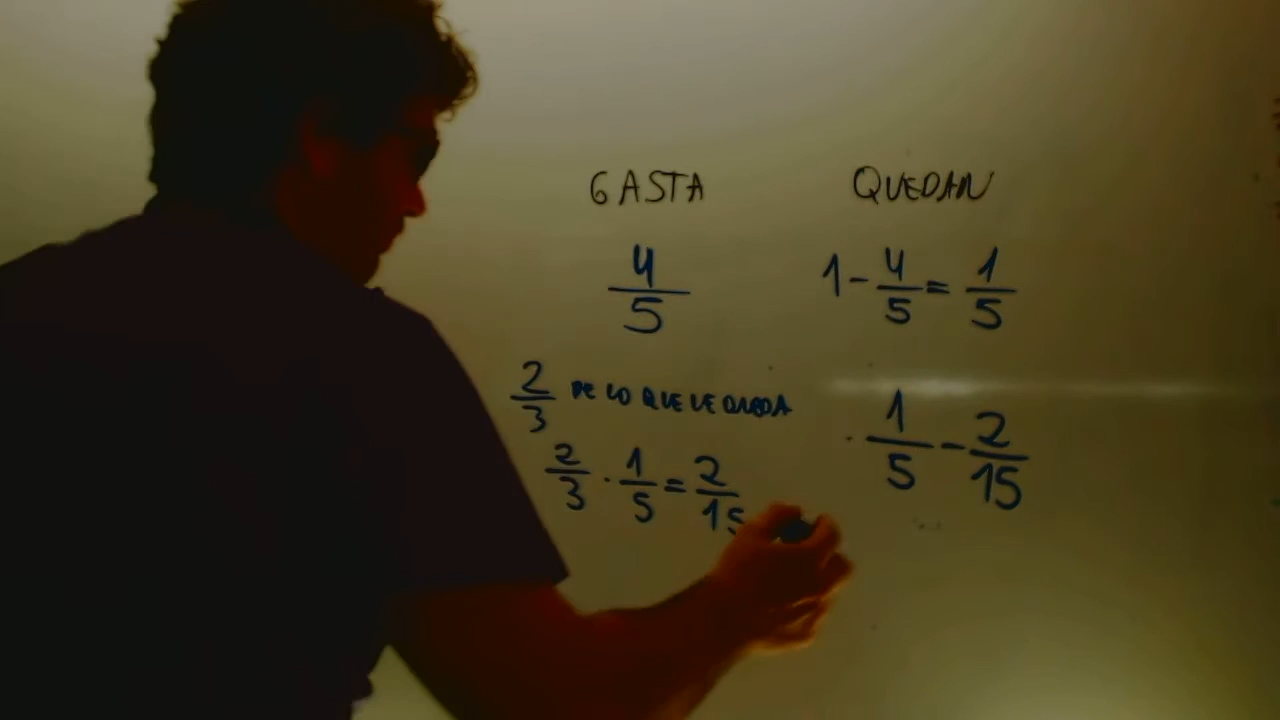 GASTA QUEDAN
4/5 1 - 4/5 = 1/5
2/3 DE LO QUE LE QUEDA
2/3 · 1/5 = 2/15 1/5 - 2/15